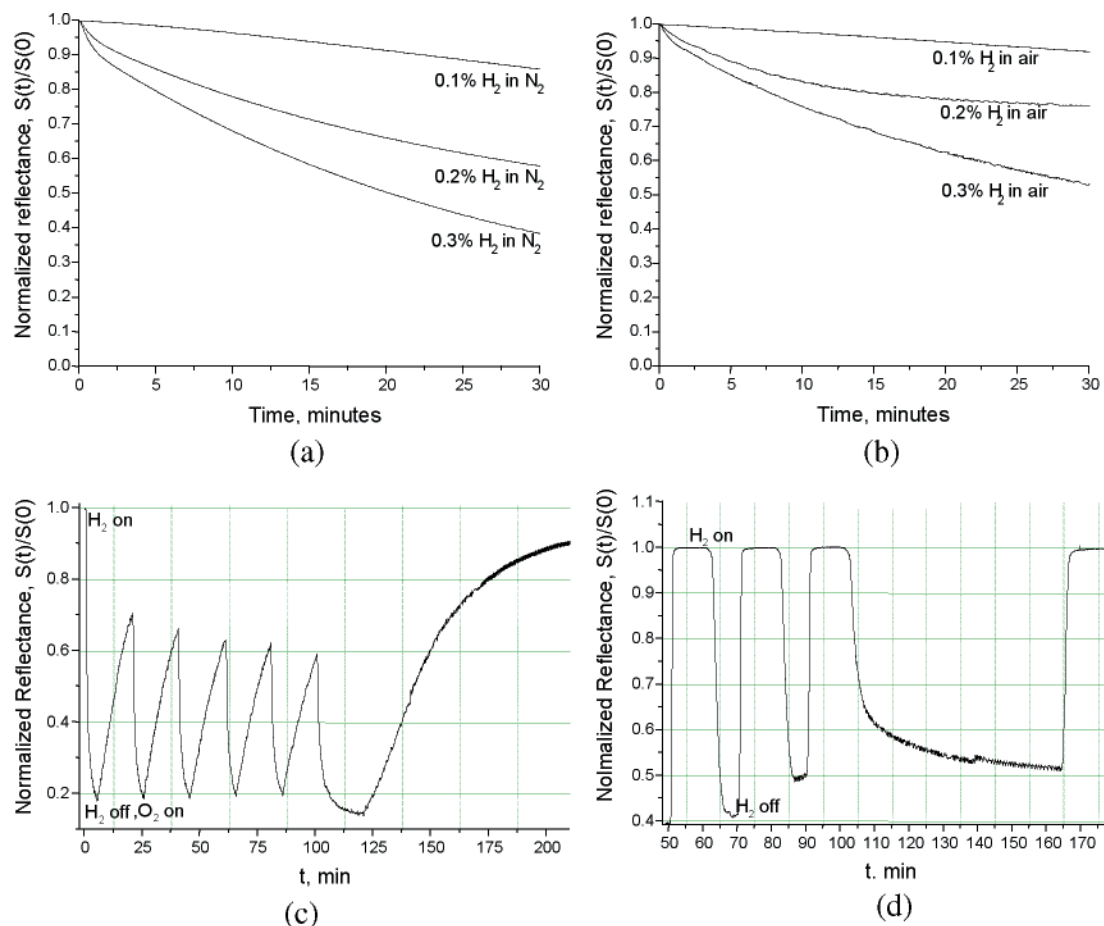 1.0
0.9
0.8
0.7
0.6
0.5
0.4
0.3
0.2
0.1
0.0
Normalized reflectance, S(t)/S(0)
0.1% H₂ in N₂
0.2% H₂ in N₂
0.3% H₂ in N₂
0 5 10 15 20 25 30
Time, minutes
(a)
1.0
0.9
0.8
0.7
0.6
0.5
0.4
0.3
0.2
0.1
0.0
Normalized reflectance, S(t)/S(0)
0.1% H₂ in air
0.2% H₂ in air
0.3% H₂ in air
0 5 10 15 20 25 30
Time, minutes
(b)
1.0
0.8
0.6
0.4
0.2
Normalized Reflectance, S(t)/S(0)
H₂ on
H₂ off ,O₂ on
0 25 50 75 100 125 150 175 200
t, min
(c)
1.1
1.0
0.9
0.8
0.7
0.6
0.5
0.4
Nolmalized Reflectance, S(t)/S(0)
H₂ on
H₂ off
50 60 70 80 90 100 110 120 130 140 150 160 170
t. min
(d)